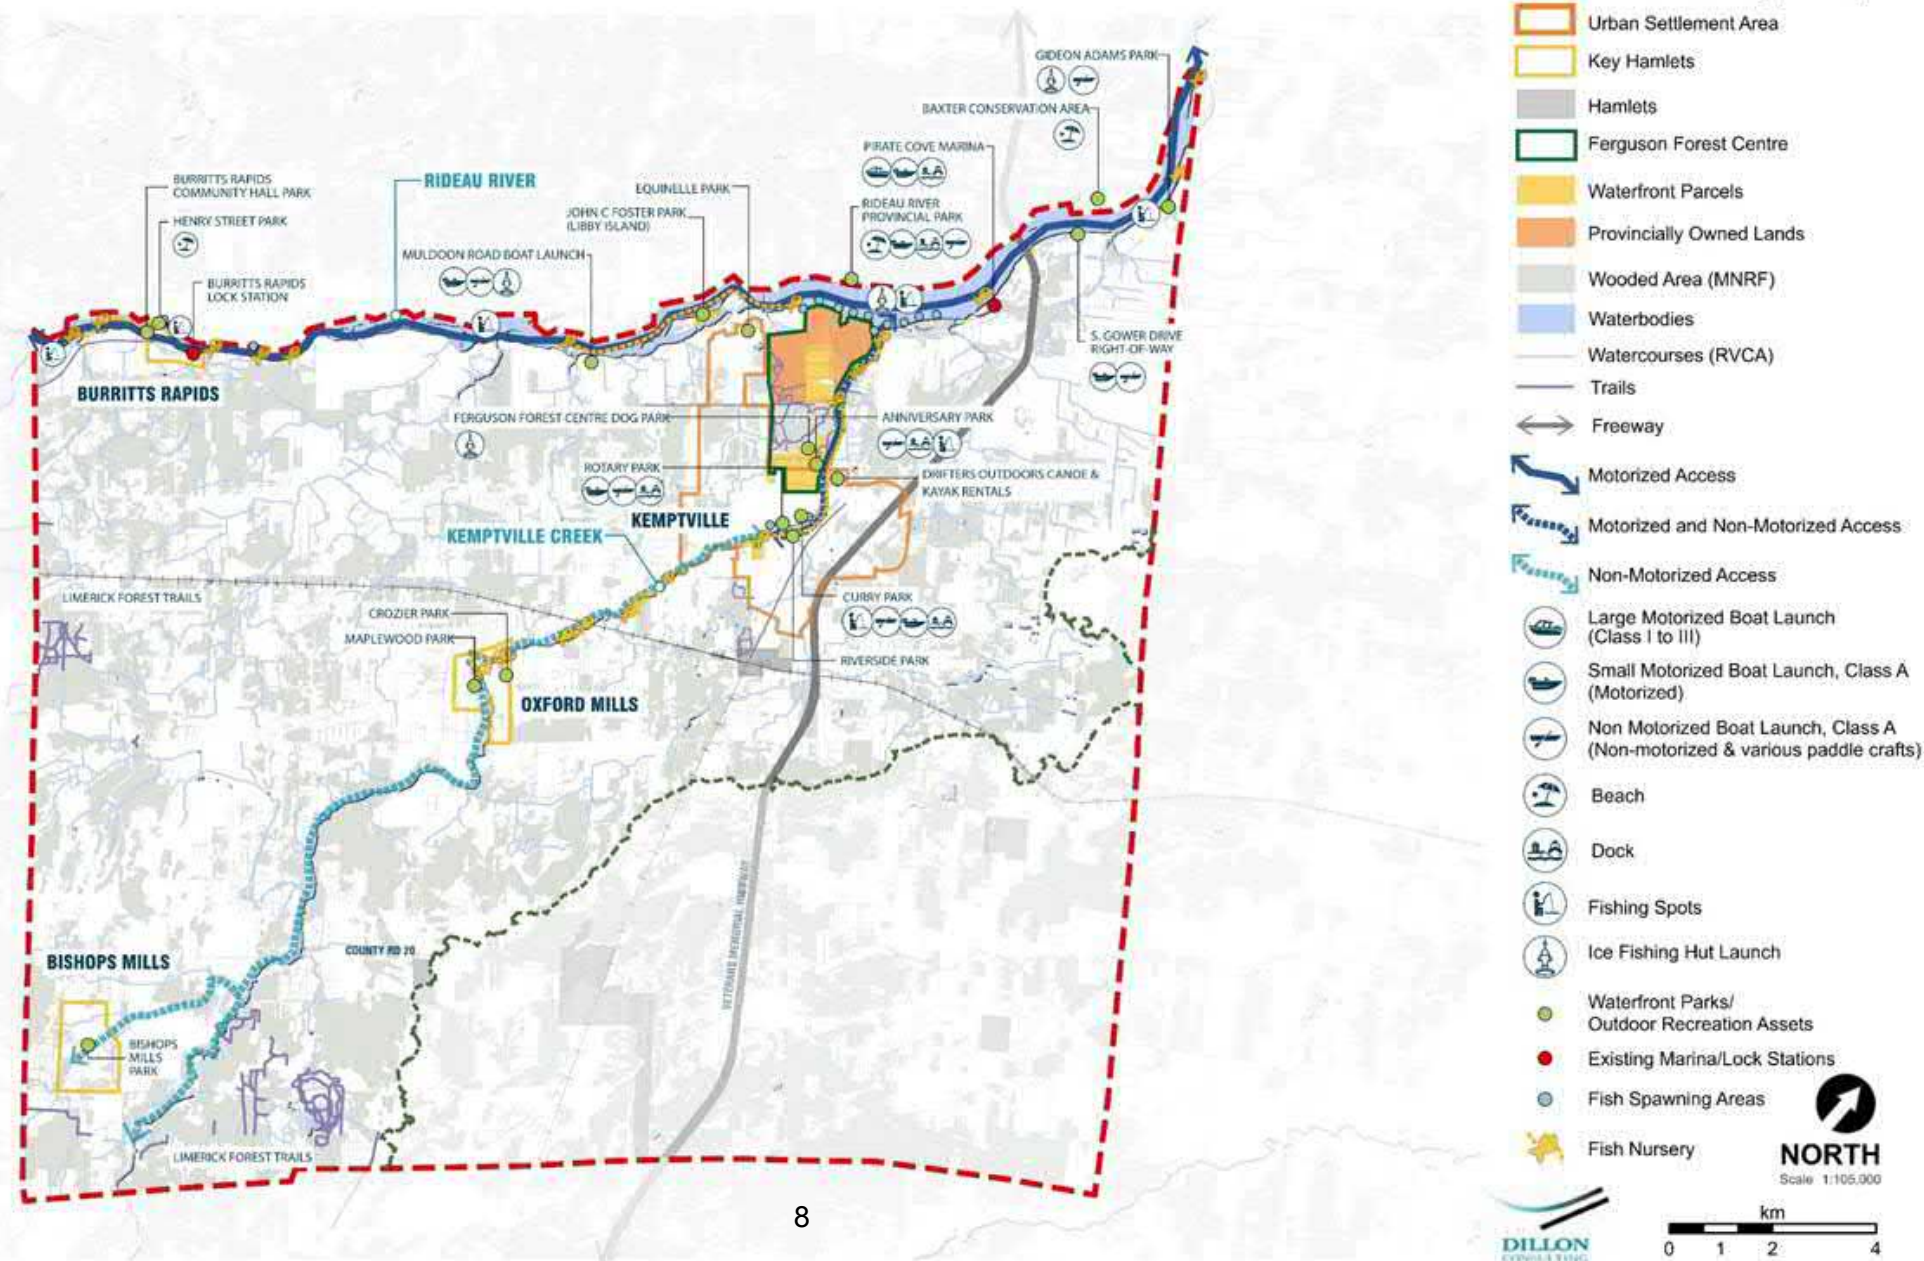 GIDEON ADAMS PARK
BAXTER CONSERVATION AREA
PIRATE COVE MARINA
BURRITTS RAPIDS
COMMUNITY HALL PARK
RIDEAU RIVER
EQUINELLE PARK
RIDEAU RIVER
PROVINCIAL PARK
HENRY STREET PARK
JOHN C FOSTER PARK
(LIBBY ISLAND)
MULDOON ROAD BOAT LAUNCH
BURRITTS RAPIDS
LOCK STATION
S. GOWER DRIVE
RIGHT-OF-WAY
BURRITTS RAPIDS
FERGUSON FOREST CENTRE DOG PARK
ANNIVERSARY PARK
ROTARY PARK
DRIFTERS OUTDOORS CANOE &
KAYAK RENTALS
KEMPTVILLE
KEMPTVILLE CREEK
LIMERICK FOREST TRAILS
CURRY PARK
CROZIER PARK
MAPLEWOOD PARK
RIVERSIDE PARK
OXFORD MILLS
VETERANS MEMORIAL HIGHWAY
COUNTY RD 20
BISHOPS MILLS
BISHOPS
MILLS
PARK
LIMERICK FOREST TRAILS
8
Urban Settlement Area
Key Hamlets
Hamlets
Ferguson Forest Centre
Waterfront Parcels
Provincially Owned Lands
Wooded Area (MNRF)
Waterbodies
Watercourses (RVCA)
Trails
Freeway
Motorized Access
Motorized and Non-Motorized Access
Non-Motorized Access
Large Motorized Boat Launch
(Class I to III)
Small Motorized Boat Launch, Class A
(Motorized)
Non Motorized Boat Launch, Class A
(Non-motorized & various paddle crafts)
Beach
Dock
Fishing Spots
Ice Fishing Hut Launch
Waterfront Parks/
Outdoor Recreation Assets
Existing Marina/Lock Stations
Fish Spawning Areas
Fish Nursery
NORTH
Scale 1:105,000
km
0 1 2 4
DILLON
CONSULTING